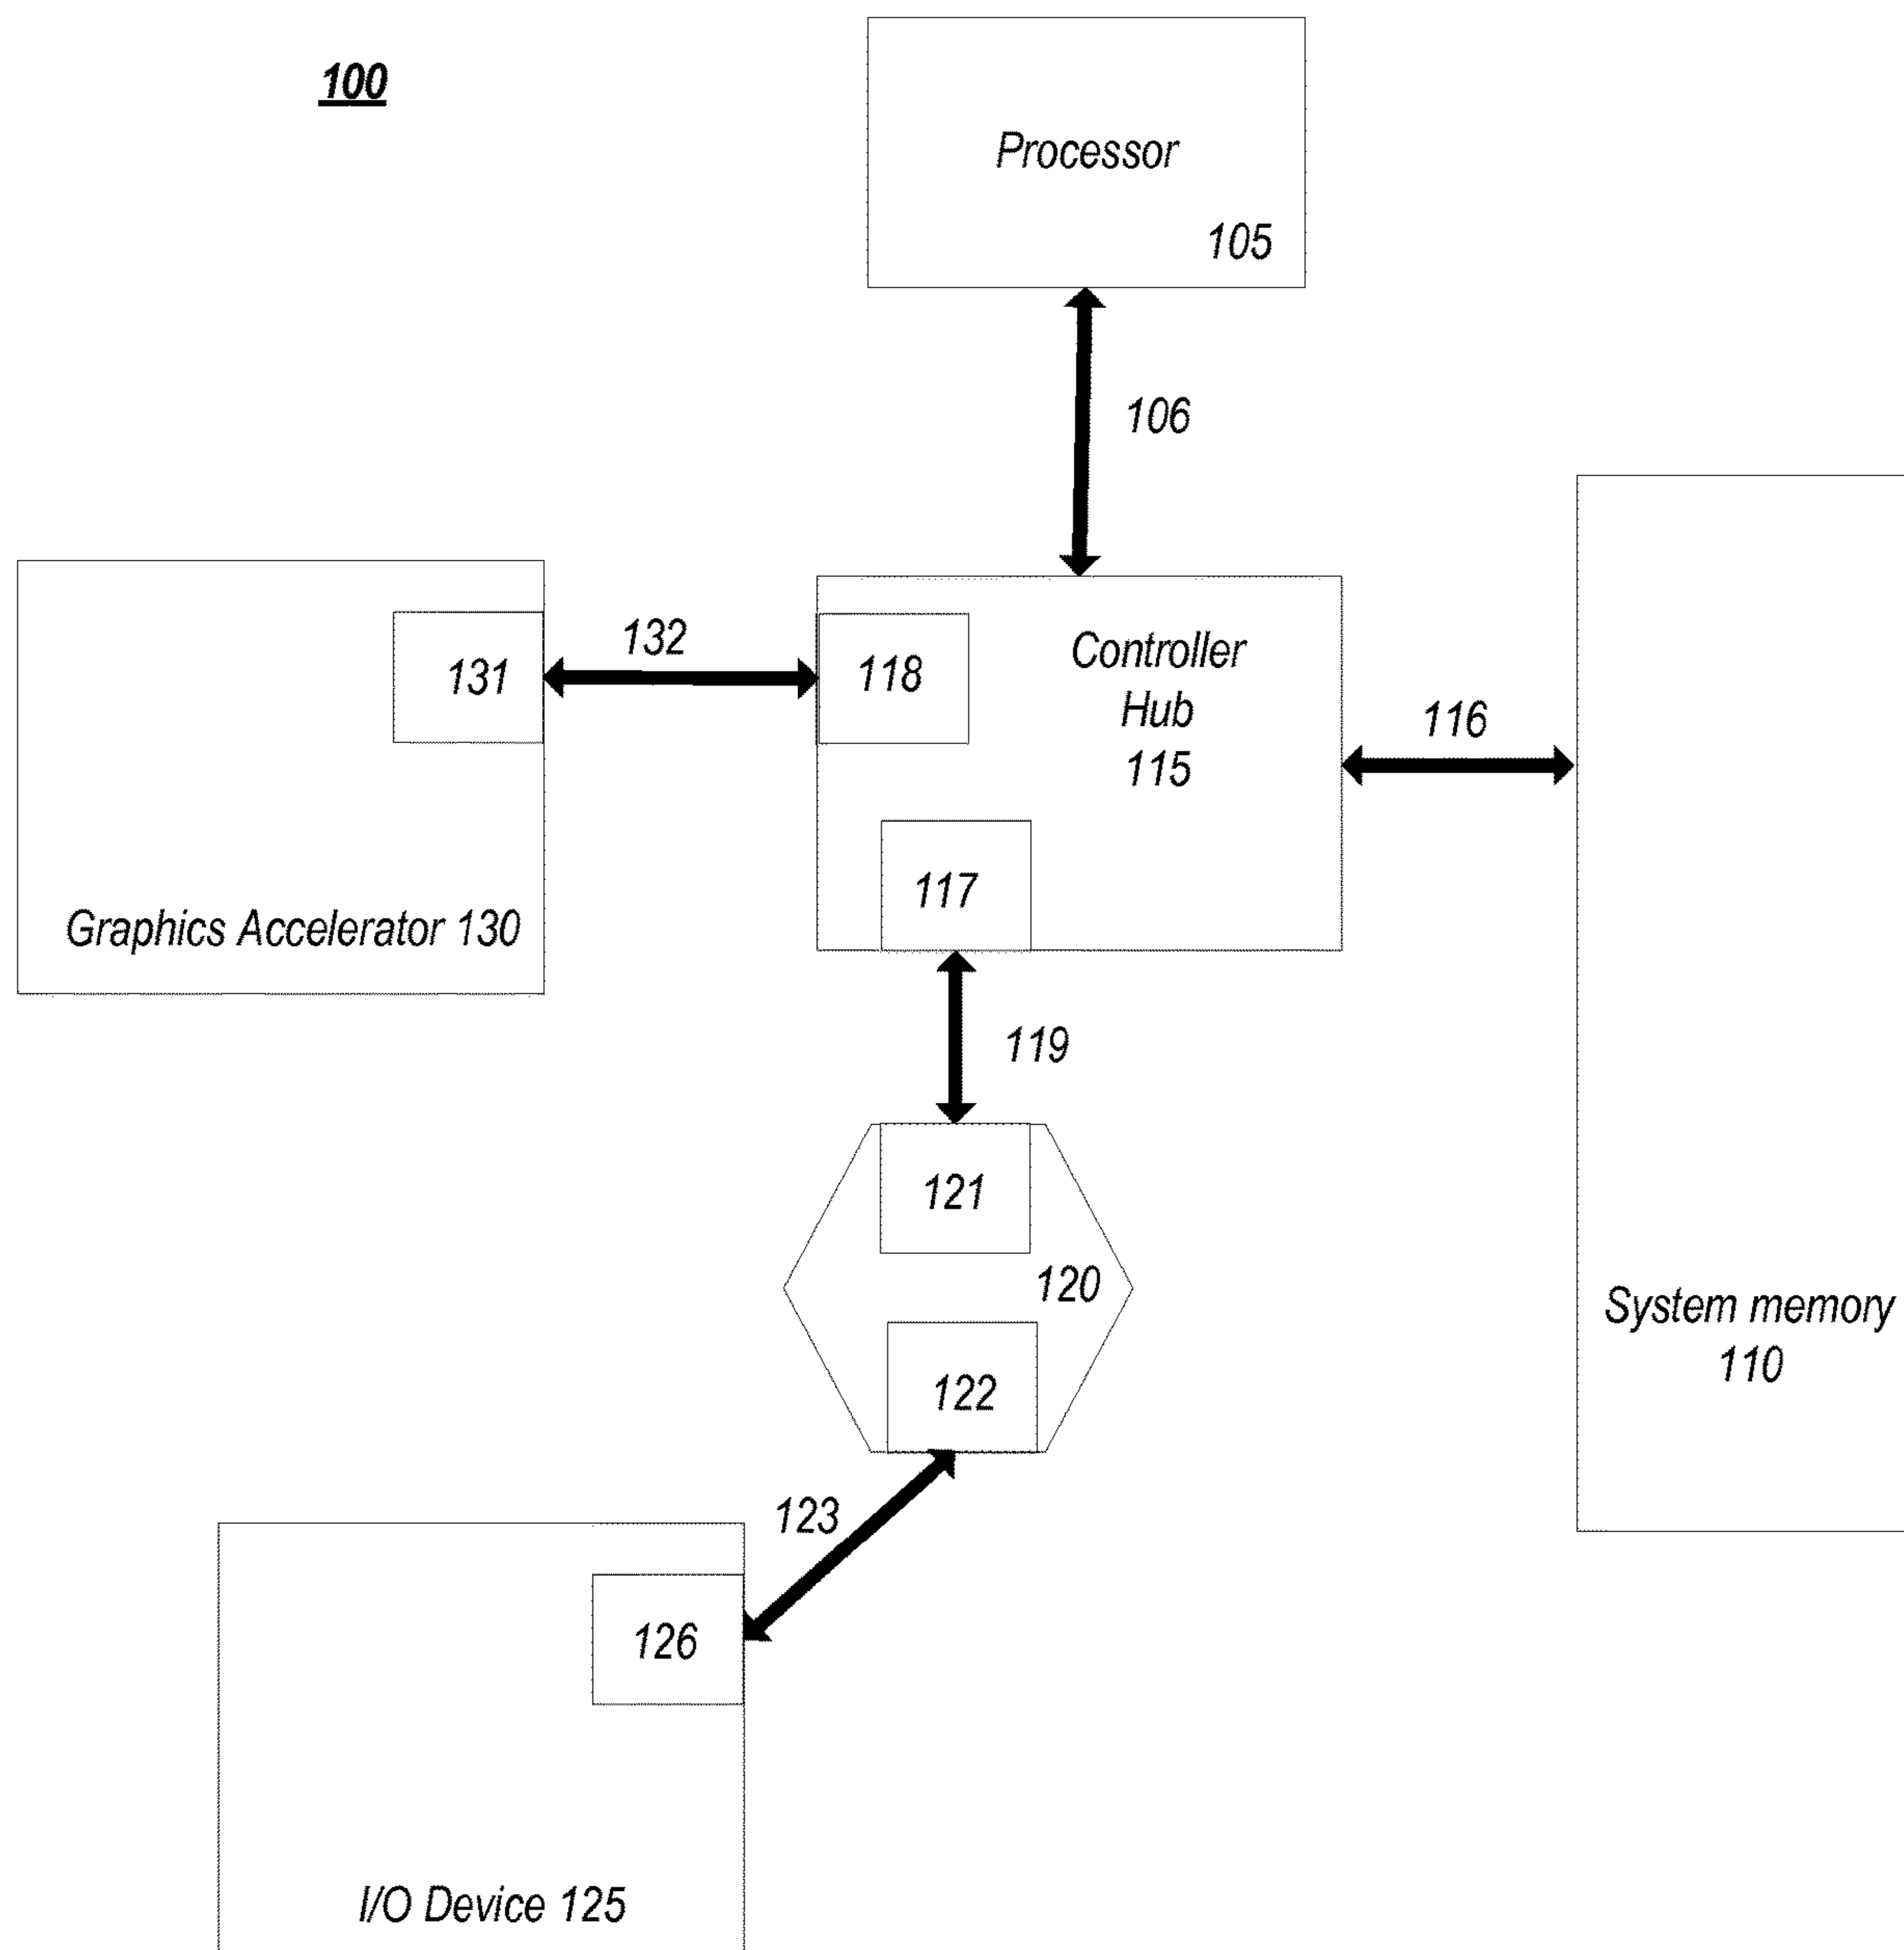 100
Processor
105
106
131
132
118
Controller
Hub
115
116
117
Graphics Accelerator 130
119
121
120
122
System memory
110
123
126
I/O Device 125